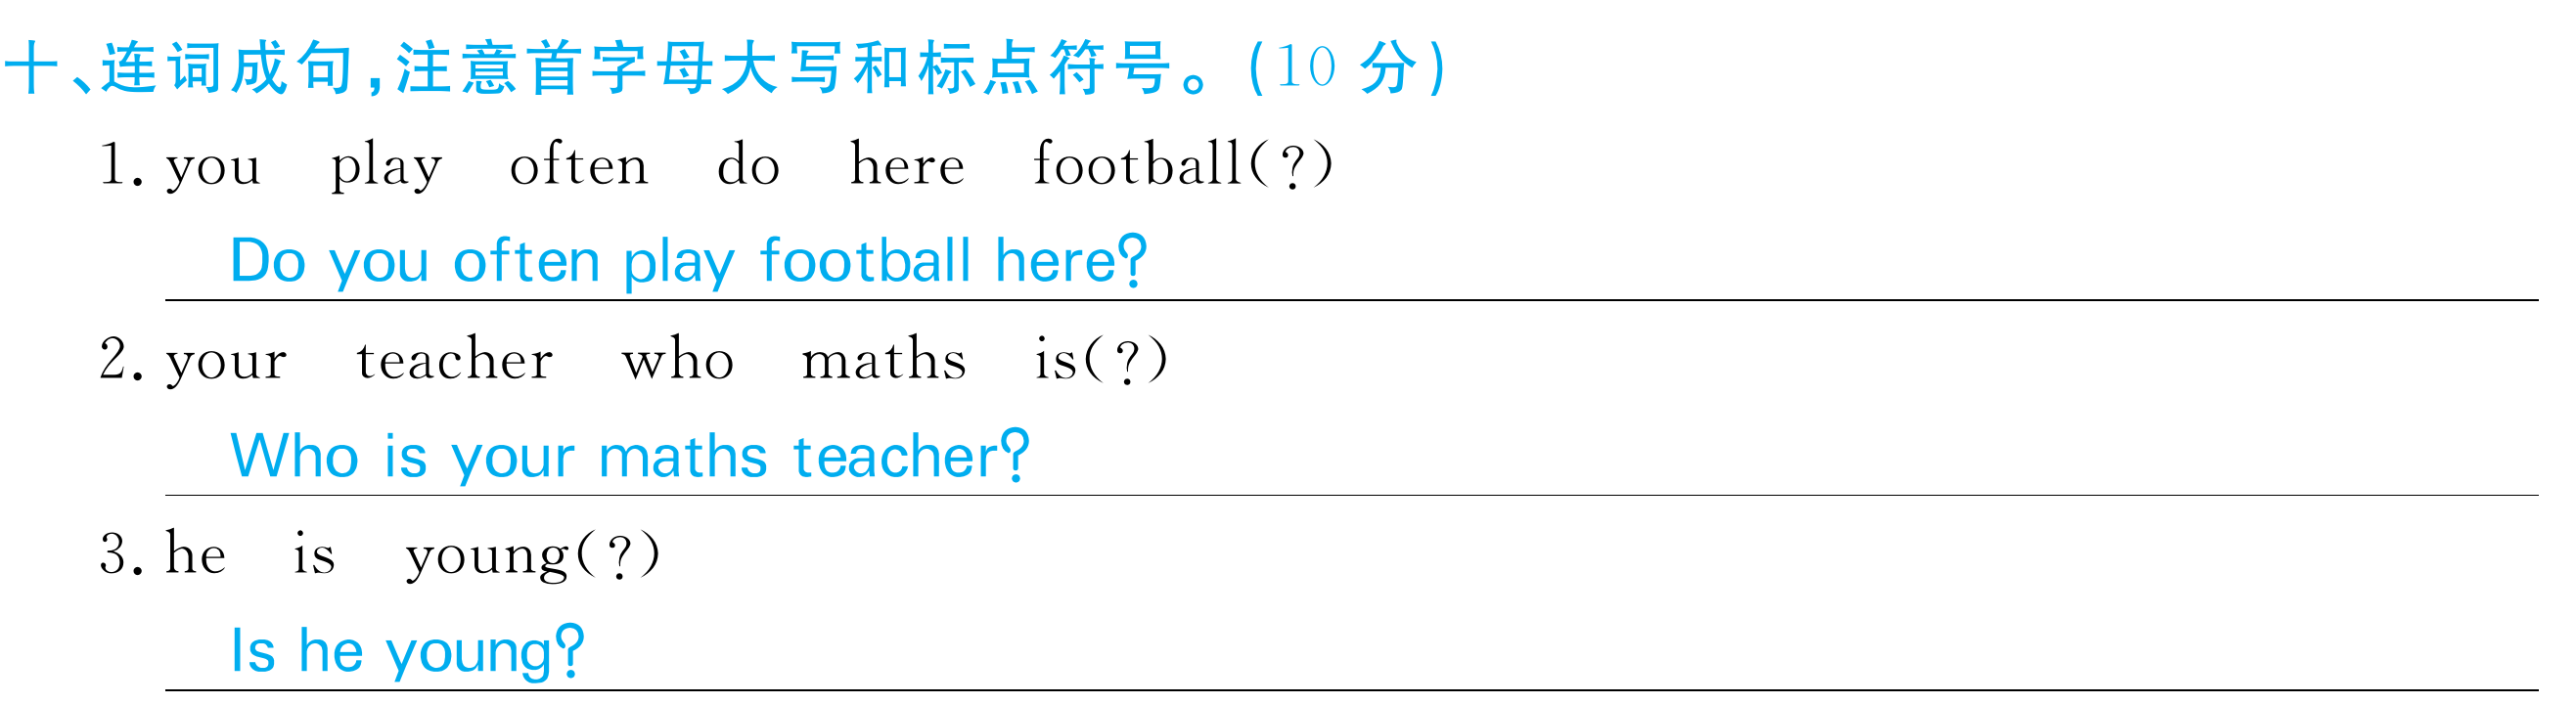 十、连词成句,注意首字母大写和标点符号。(10 分)
1. you play often do here football(?)
Do you often play football here?
2. your teacher who maths is(?)
Who is your maths teacher?
3. he is young(?)
Is he young?